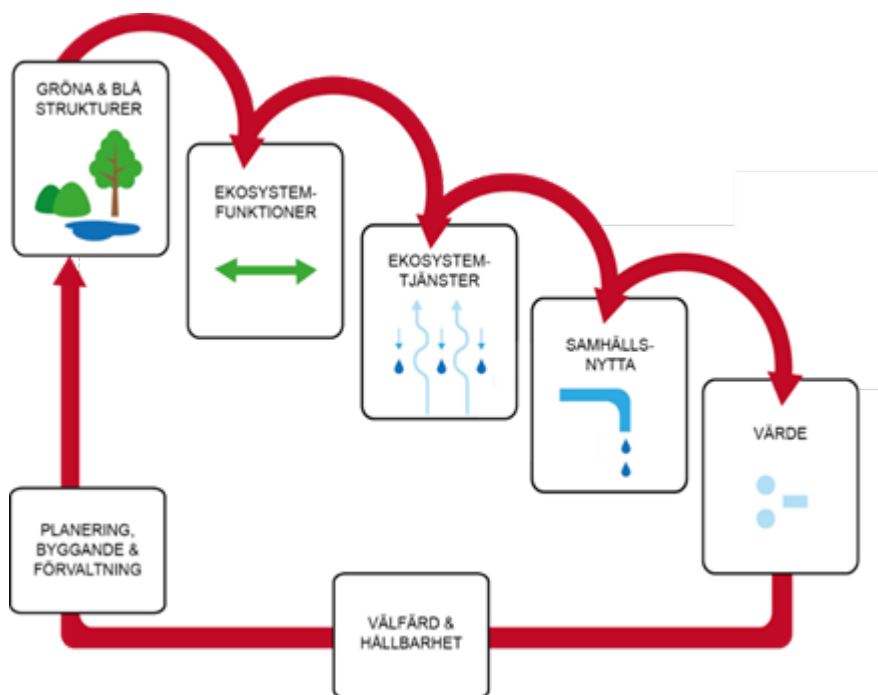 GRÖNA & BLÅ
STRUKTURER
EKOSYSTEM-
FUNKTIONER
EKOSYSTEM-
TJÄNSTER
SAMHÄLLS-
NYTTA
VÄRDE
PLANERING,
BYGGANDE &
FÖRVALTNING
VÄLFÄRD &
HÅLLBARHET